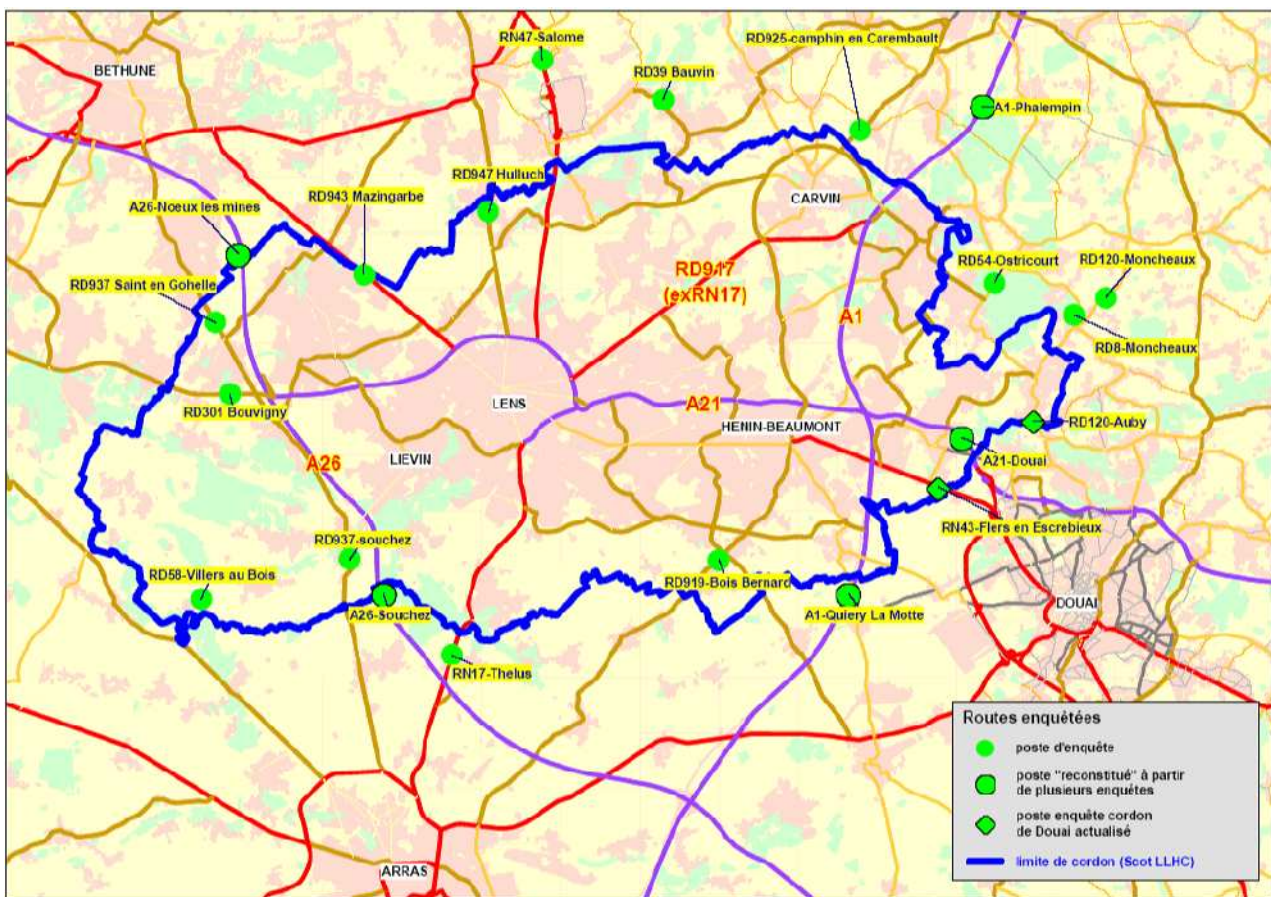 RN47-Salome
RD925-camphin en Carembault
BETHUNE
RD39 Bauvin
A1-Phalempin
RD947 Hulluch
RD943 Mazingarbe
CARVIN
A26-Noeux les mines
RD54-Ostricourt
RD120-Moncheaux
RD917
(exRN17)
RD937 Saint en Gohelle
A1
RD8-Moncheaux
RD301 Bouvigny
LENS
A21
HENIN-BEAUMONT
RD120-Auby
LIEVIN
A26
A21-Douai
RN43-Flers en Escrebieux
RD937-souchez
RD58-Villers au Bois
RD919-Bois Bernard
A26-Souchez
A1-Quiery La Motte
DOUAI
RN17-Thelus
ARRAS
Routes enquêtées
poste d'enquête
poste "reconstitué" à partir
de plusieurs enquêtes
poste enquête cordon
de Douai actualisé
limite de cordon (Scot LLHC)